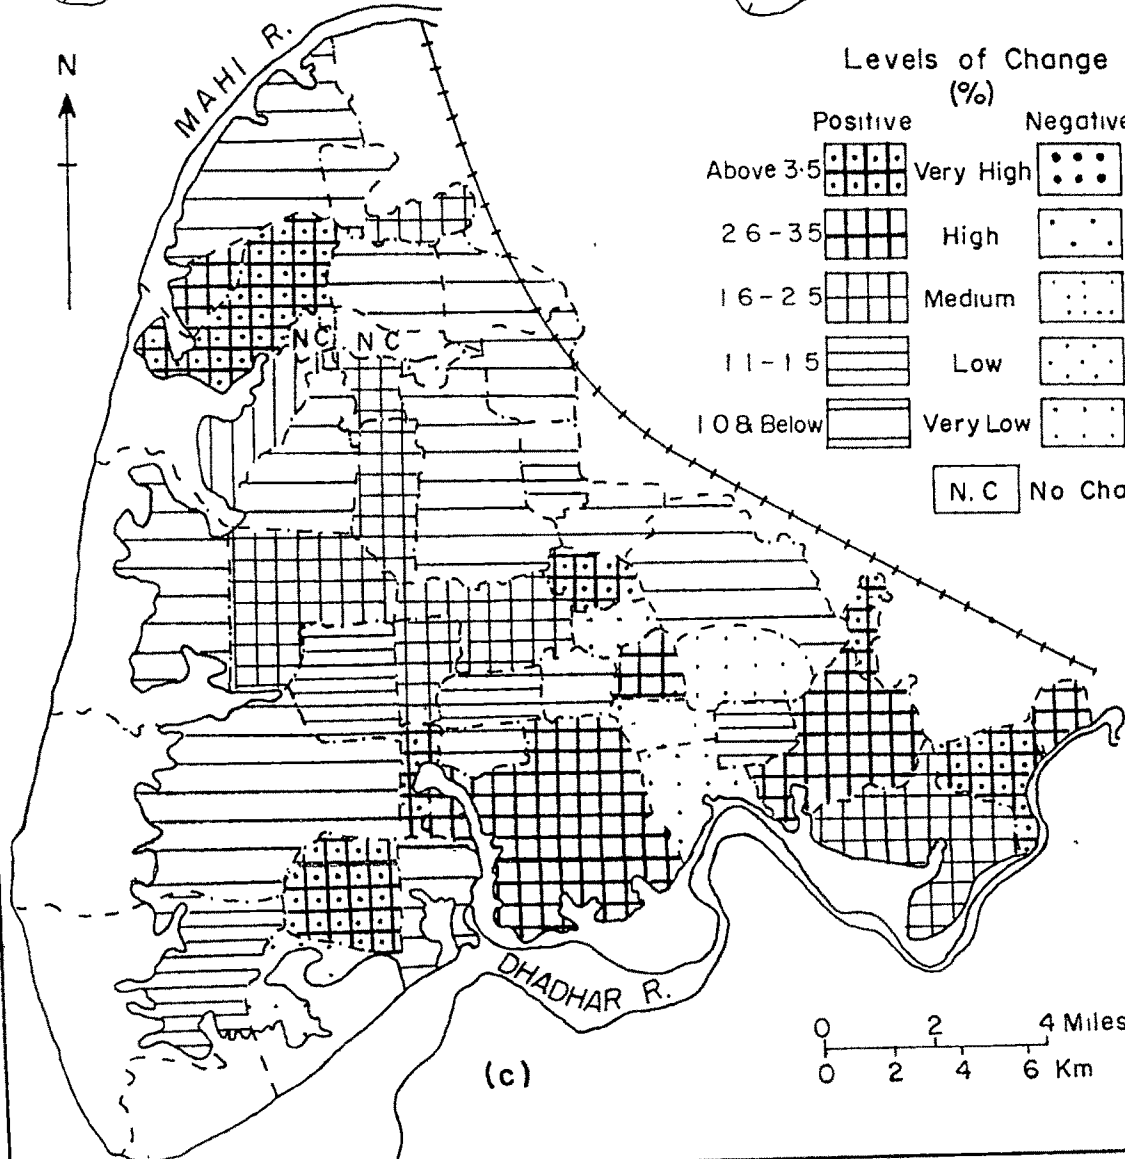 MAHI R.
N
Levels of Change
(%)
Positive Negative
Above 3·5 Very High
2 6 - 3 5 High
1 6 - 2 5 Medium
1 1 - 1 5 Low
1 0 & Below Very Low
N. C No Cha
N C N C
?
DHADHAR R.
(c)
0 2 4 Miles
0 2 4 6 Km